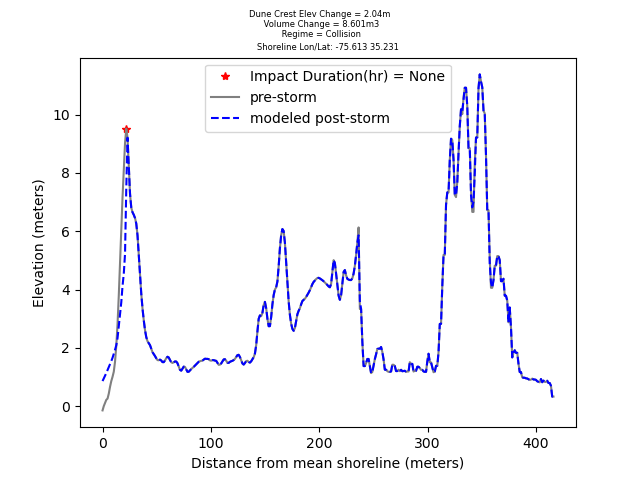 Dune Crest Elev Change = 2.04m
Volume Change = 8.601m3
Regime = Collision
Shoreline Lon/Lat: -75.613 35.231
Impact Duration(hr) = None
pre-storm
modeled post-storm
10
8
6
4
2
0
Elevation (meters)
0 100 200 300 400
Distance from mean shoreline (meters)